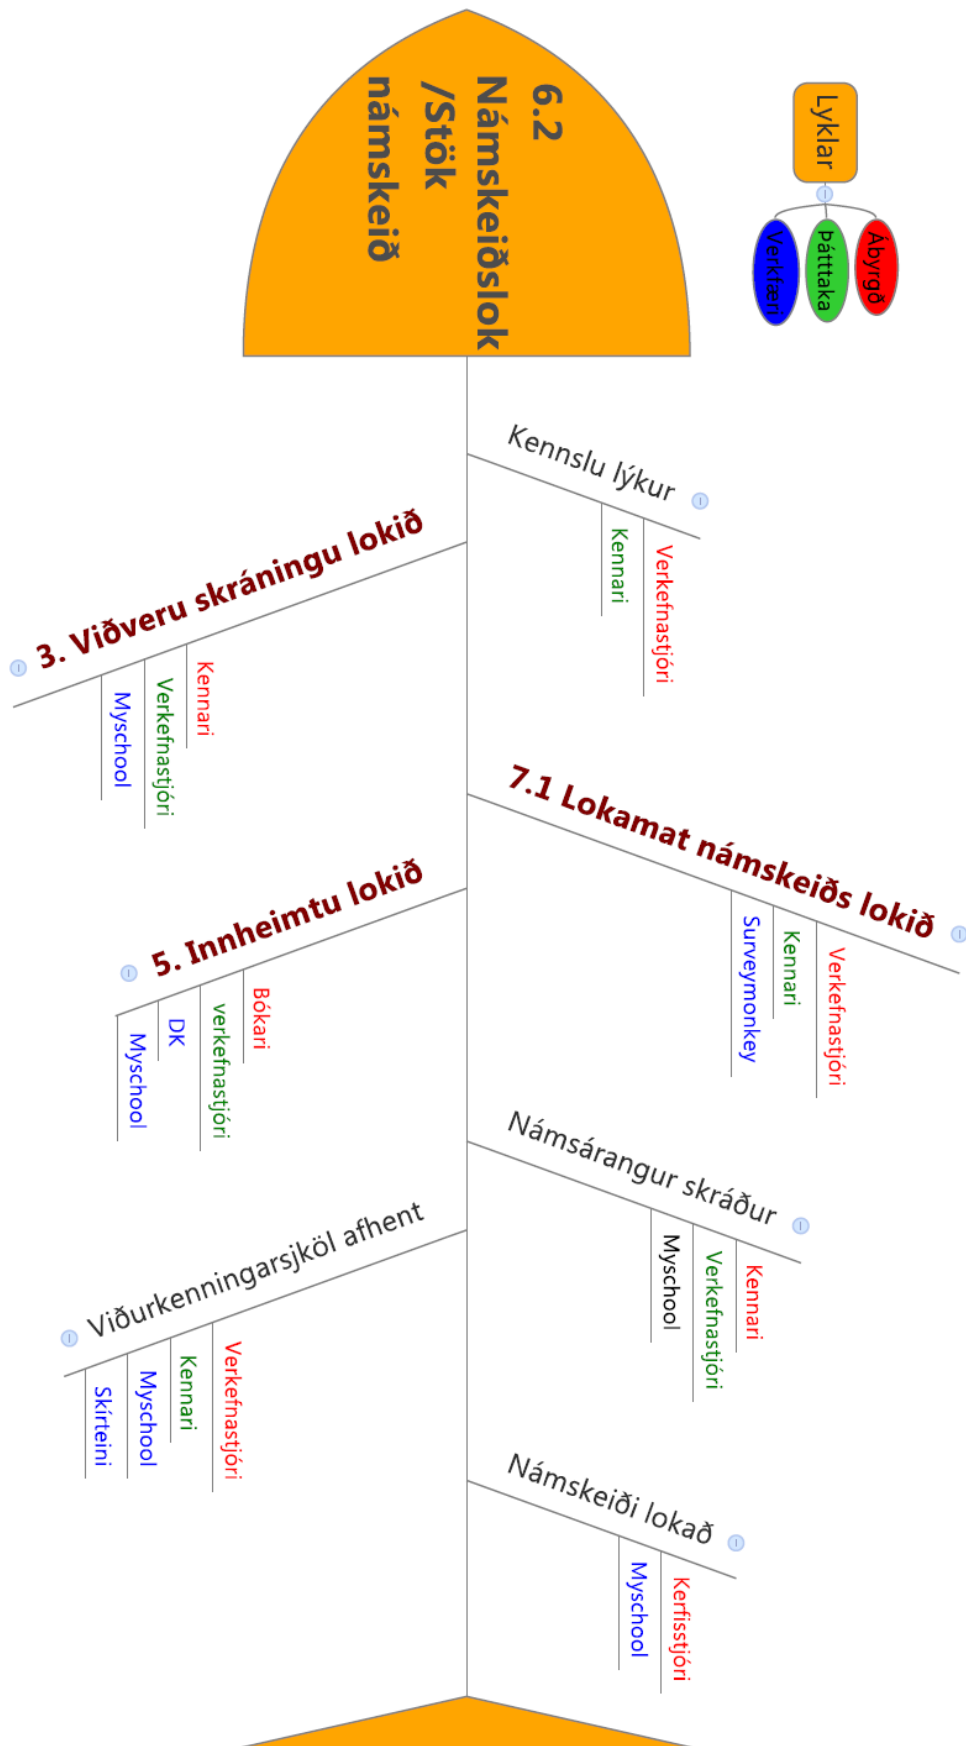 6.2
Námskeiðslok
/Stök
námskeið
Lyklar
Ábyrgð
Þátttaka
Verkfæri
Kennslu lýkur
Verkefnastjóri
Kennari
3. Viðveru skráningu lokið
Kennari
Verkefnastjóri
Myschool
7.1 Lokamat námskeiðs lokið
Verkefnastjóri
Kennari
Surveymonkey
5. Innheimtu lokið
Bókari
verkefnastjóri
DK
Myschool
Námsárangur skráður
Kennari
Verkefnastjóri
Myschool
Viðurkenningarsjköl afhent
Verkefnastjóri
Kennari
Myschool
Skírteini
Námskeiði lokað
Kerfisstjóri
Myschool